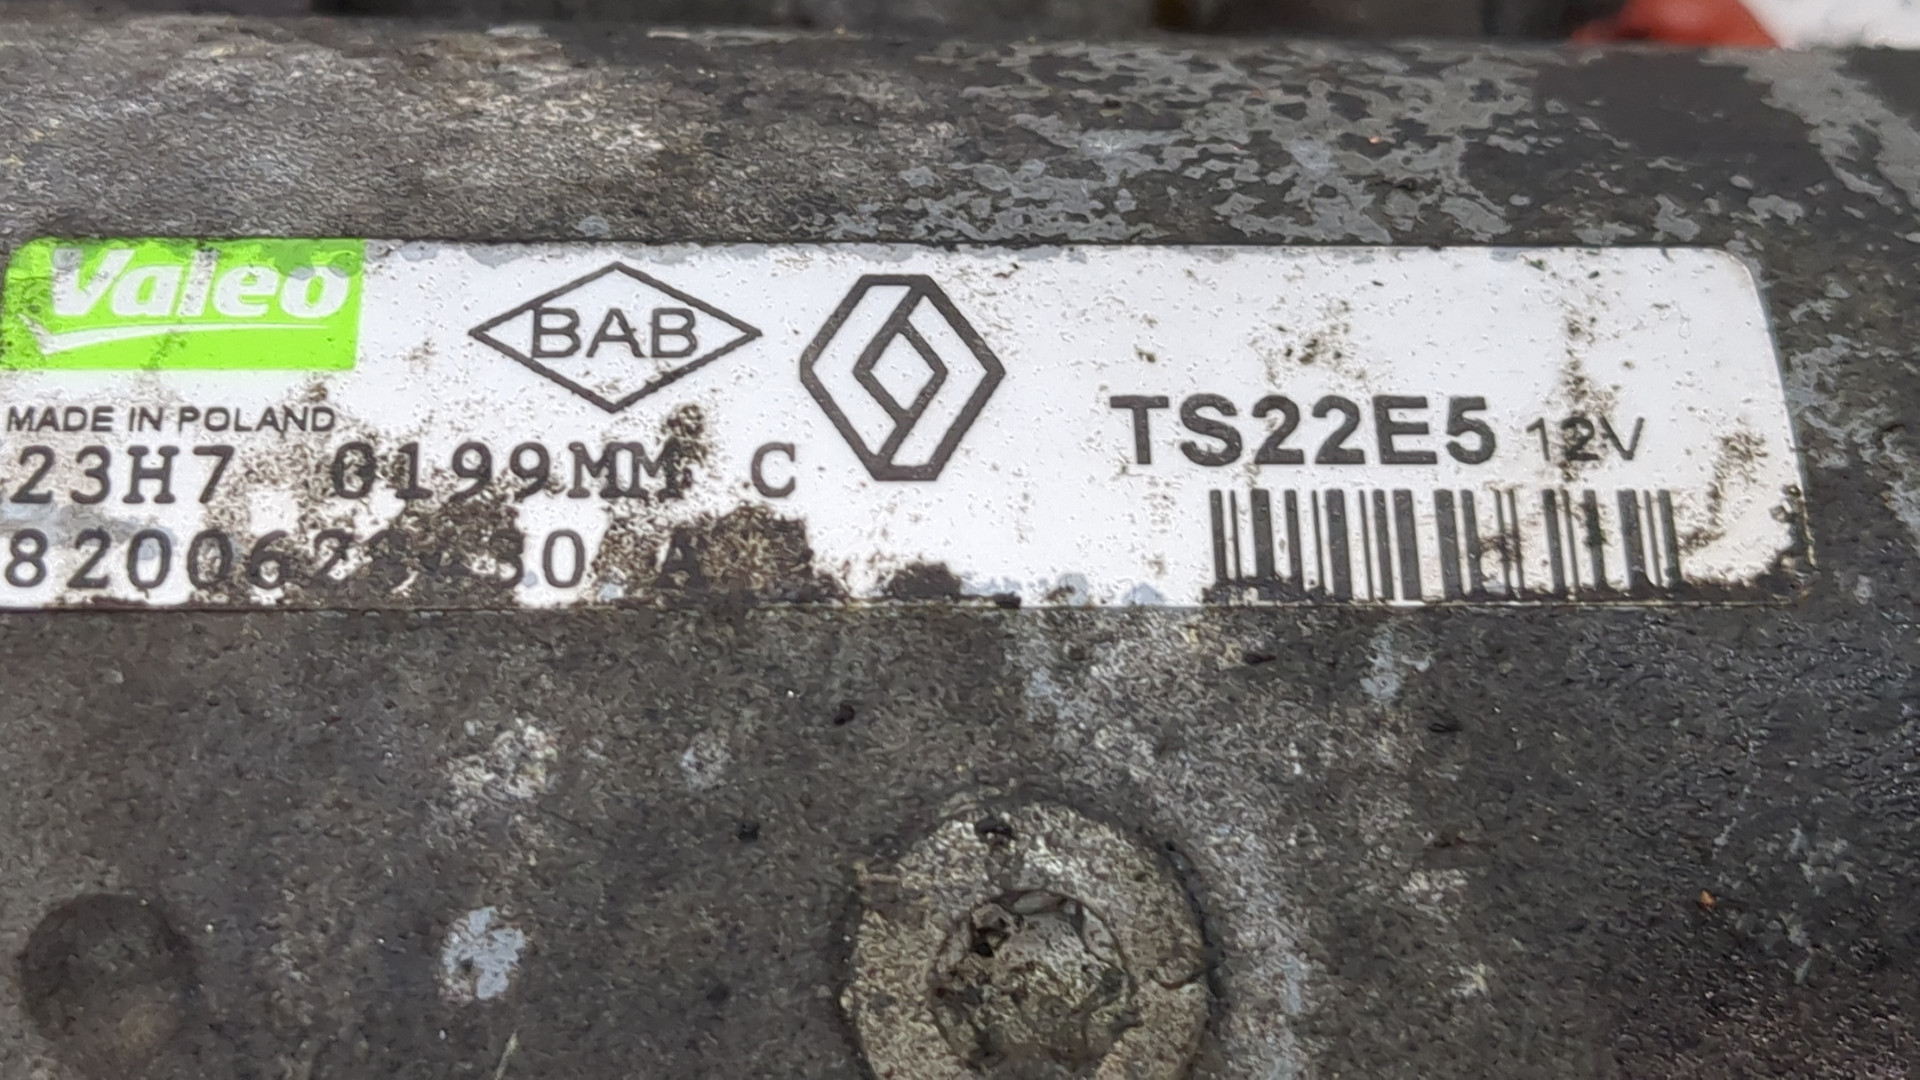 Valeo
BAB
MADE IN POLAND
23H7 0199MM C
TS22E5 12V